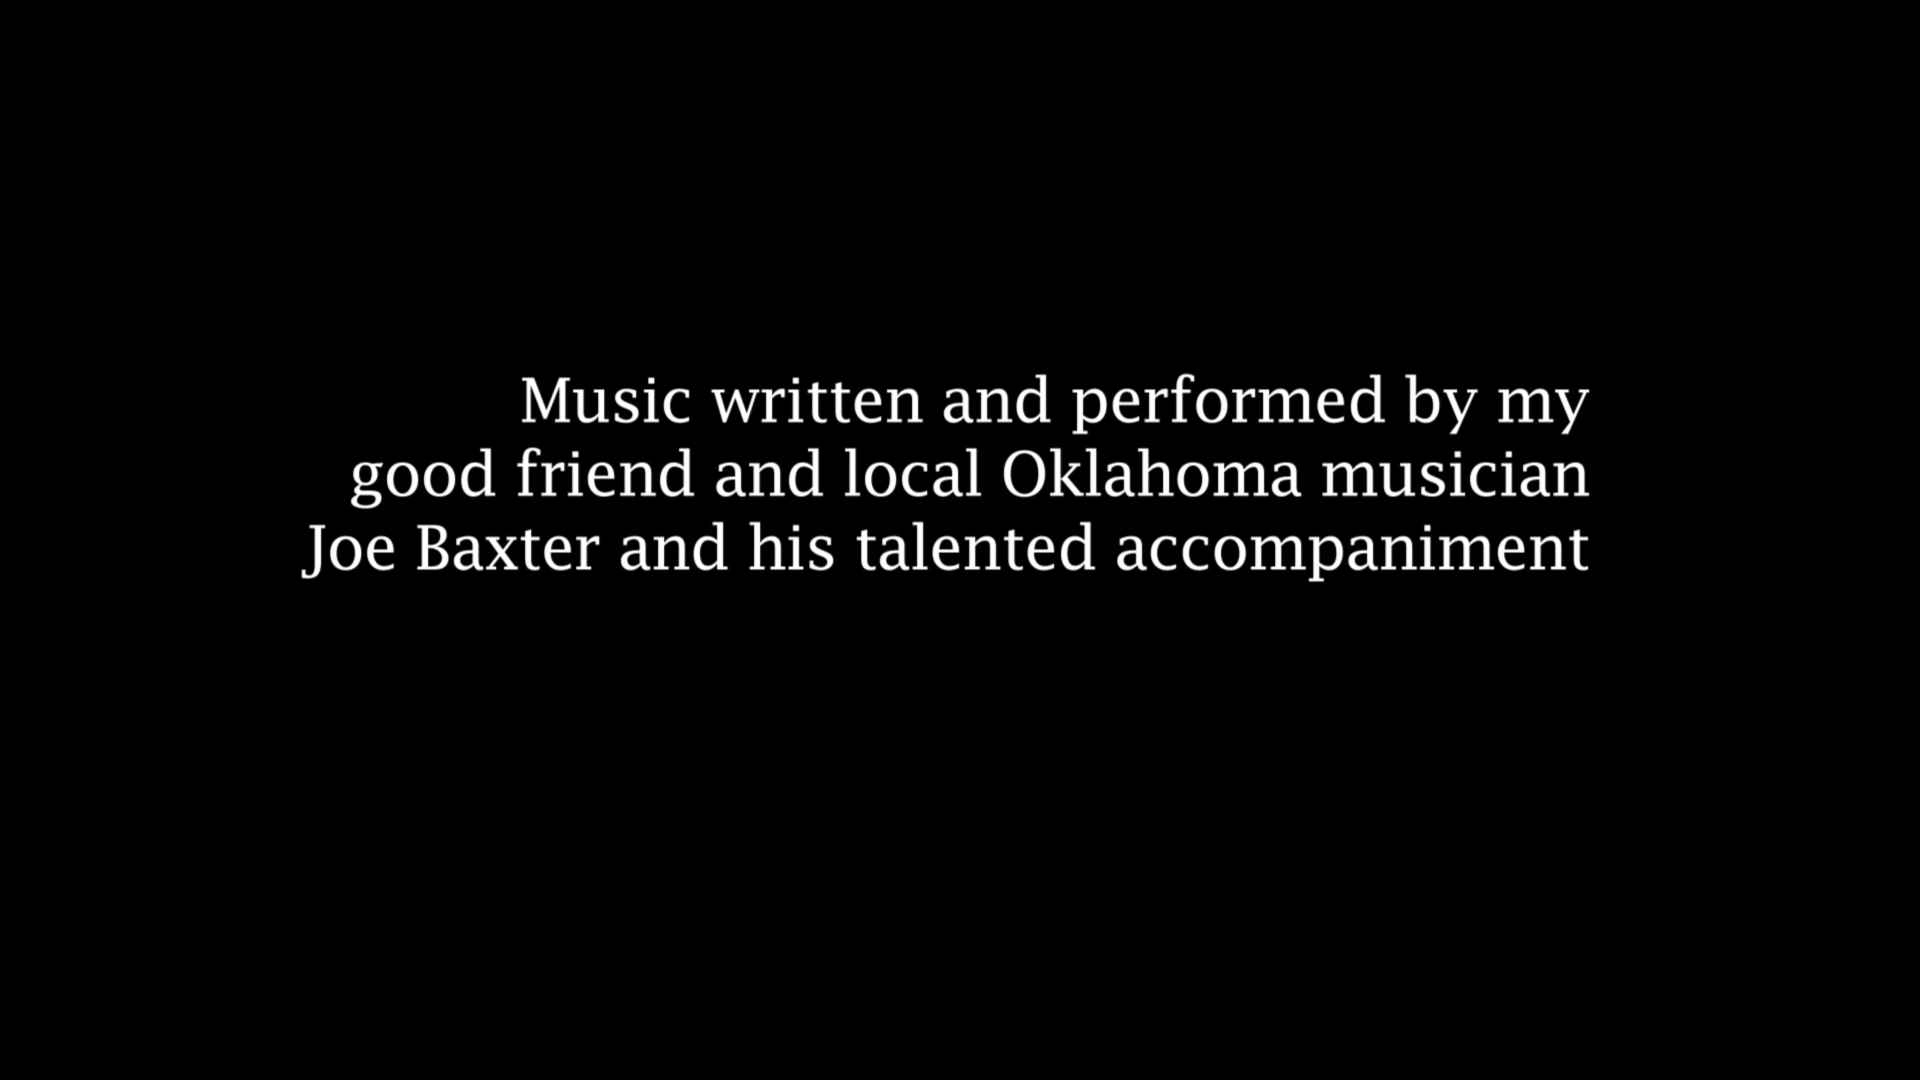 Music written and performed by my
good friend and local Oklahoma musician
Joe Baxter and his talented accompaniment